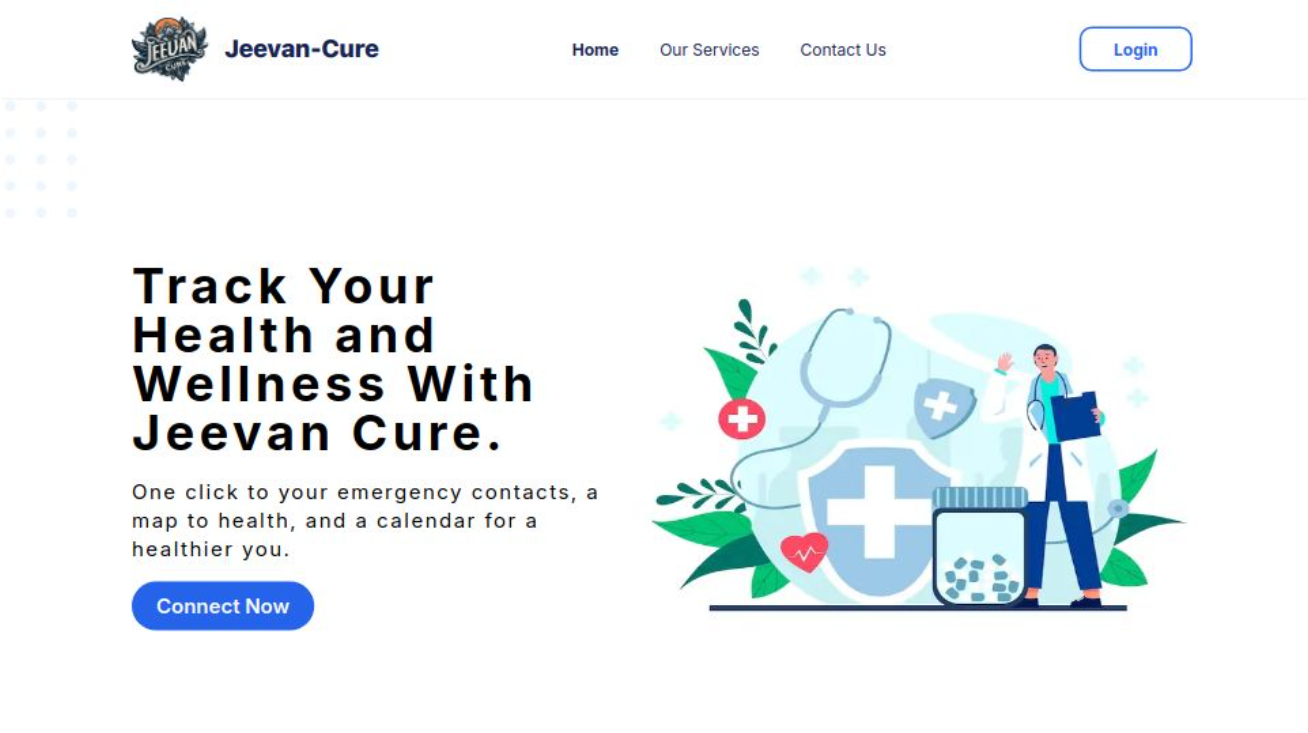 JEEVAN
CURE
Jeevan-Cure
Home
Our Services
Contact Us
Login
Track Your
Health and
Wellness With
Jeevan Cure.
One click to your emergency contacts, a
map to health, and a calendar for a
healthier you.
Connect Now